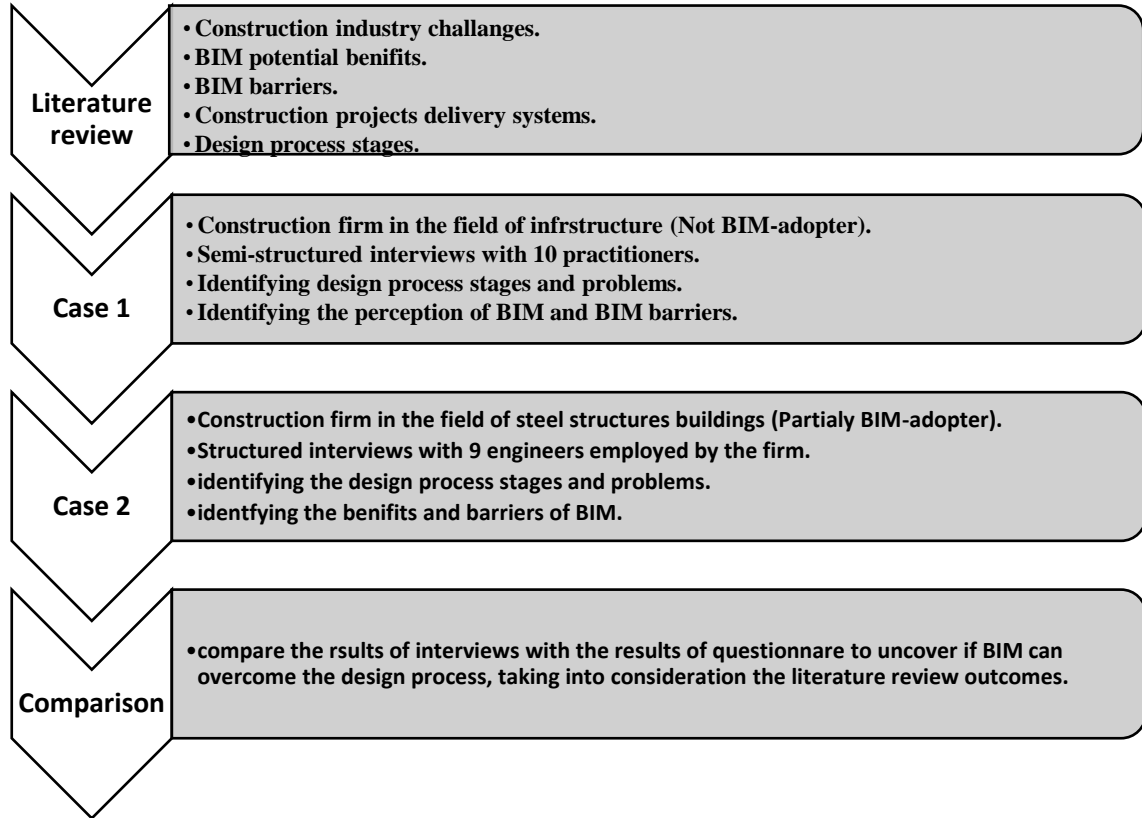 Literature
review
• Construction industry challanges.
• BIM potential benifits.
• BIM barriers.
• Construction projects delivery systems.
• Design process stages.
Case 1
• Construction firm in the field of infrstructure (Not BIM-adopter).
• Semi-structured interviews with 10 practitioners.
• Identifying design process stages and problems.
• Identifying the perception of BIM and BIM barriers.
Case 2
•Construction firm in the field of steel structures buildings (Partialy BIM-adopter).
•Structured interviews with 9 engineers employed by the firm.
•identifying the design process stages and problems.
•identfying the benifits and barriers of BIM.
Comparison
•compare the rsults of interviews with the results of questionnare to uncover if BIM can
overcome the design process, taking into consideration the literature review outcomes.